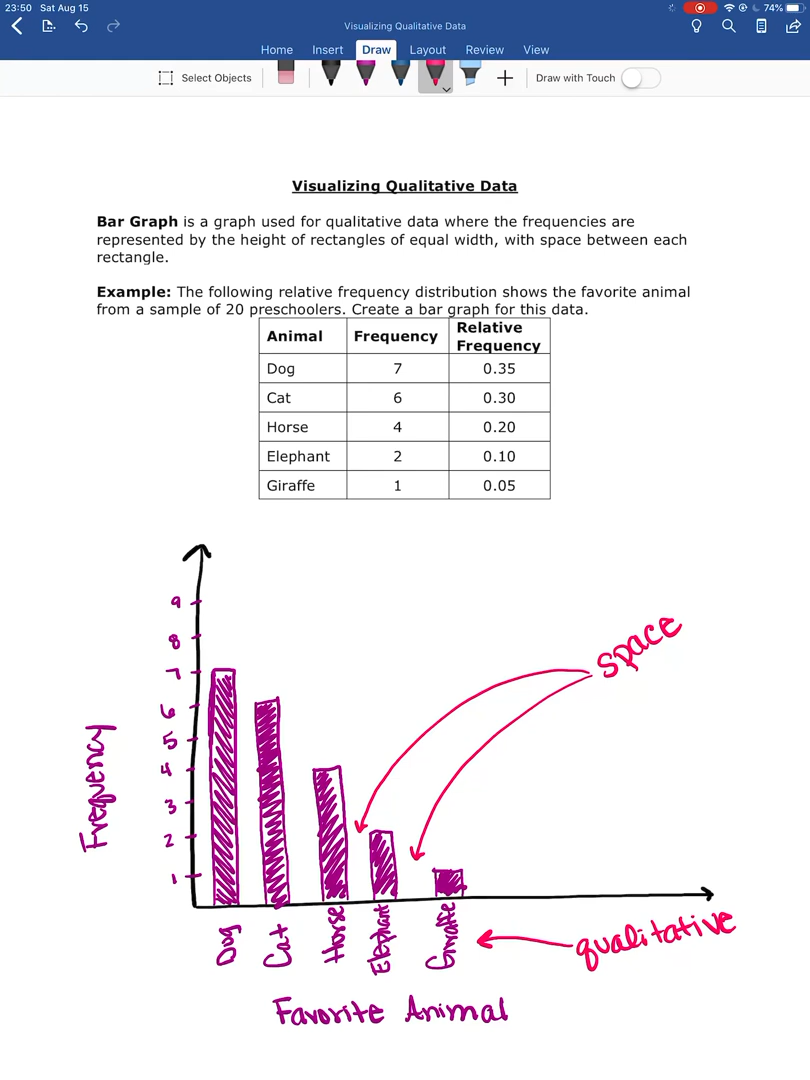 23:50 Sat Aug 15
74%
Visualizing Qualitative Data
Home Insert Draw Layout Review View
Select Objects
Draw with Touch
Visualizing Qualitative Data
Bar Graph is a graph used for qualitative data where the frequencies are
represented by the height of rectangles of equal width, with space between each
rectangle.
Example: The following relative frequency distribution shows the favorite animal
from a sample of 20 preschoolers. Create a bar graph for this data.
Animal Frequency Relative Frequency
Dog 7 0.35
Cat 6 0.30
Horse 4 0.20
Elephant 2 0.10
Giraffe 1 0.05
9
8
7
6
5
4
3
2
1
Frequency
space
Dog Cat Horse Elephant Giraffe
qualitative
Favorite Animal